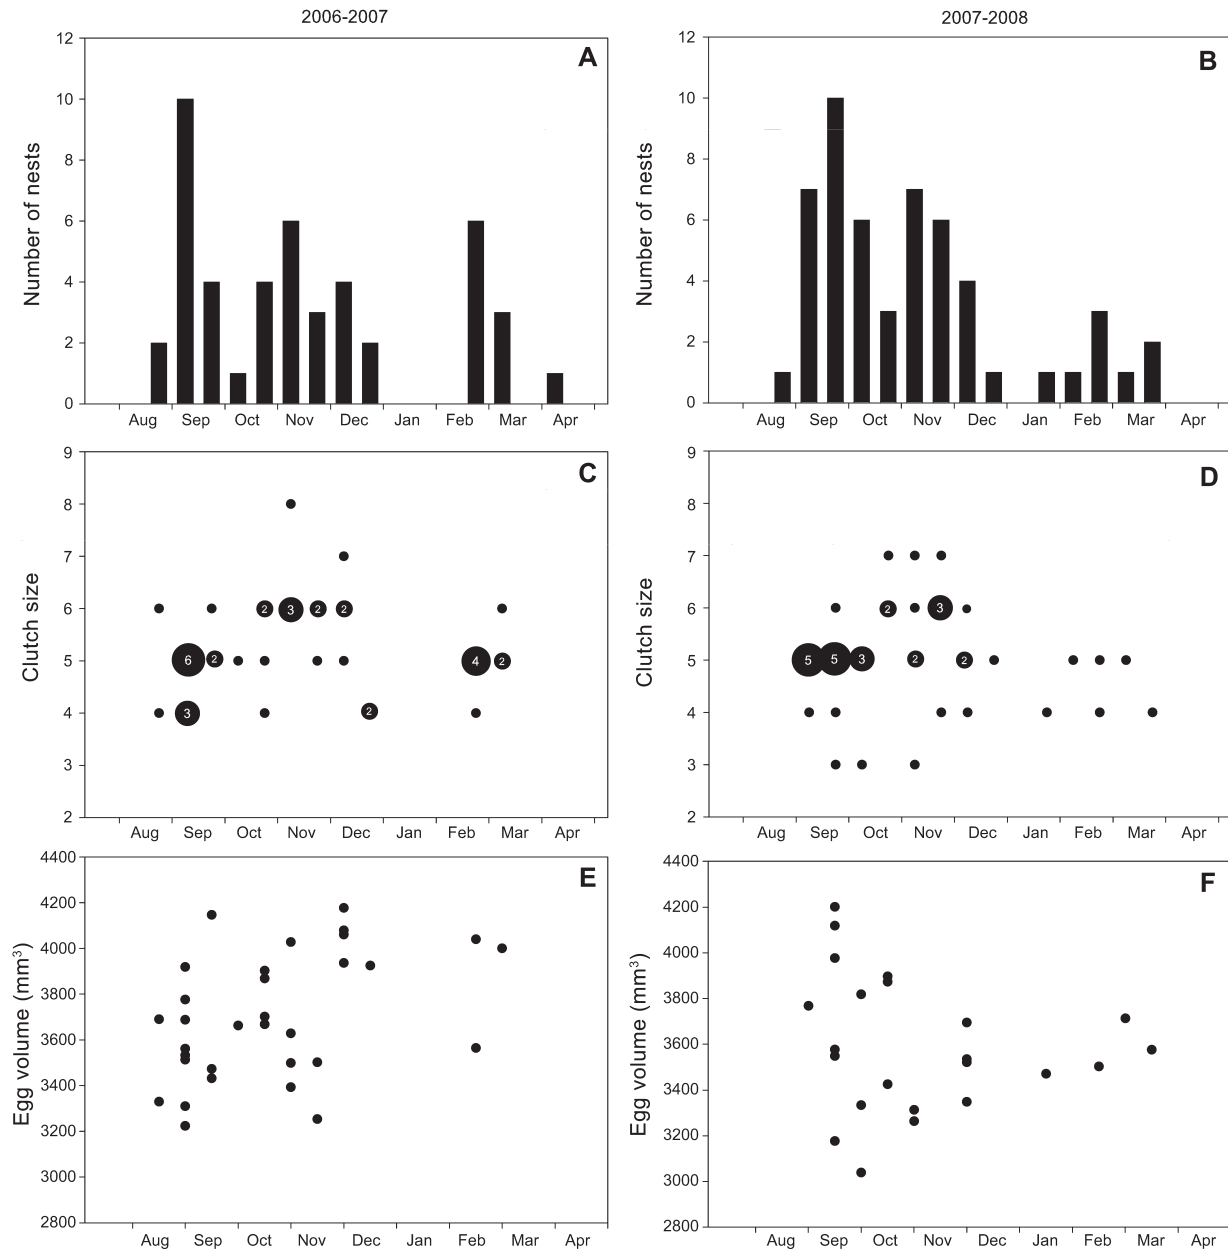 2006-2007
2007-2008
A
Number of nests
12
10
8
6
4
2
0
Aug Sep Oct Nov Dec Jan Feb Mar Apr
B
Number of nests
12
10
8
6
4
2
0
Aug Sep Oct Nov Dec Jan Feb Mar Apr
C
Clutch size
9
8
7
6
5
4
3
2
2 3 2 2
6 2 4 2
3 2
Aug Sep Oct Nov Dec Jan Feb Mar Apr
D
Clutch size
9
8
7
6
5
4
3
2
2 3
5 5 3 2 2
Aug Sep Oct Nov Dec Jan Feb Mar Apr
E
Egg volume (mm³)
4400
4200
4000
3800
3600
3400
3200
3000
2800
Aug Sep Oct Nov Dec Jan Feb Mar Apr
F
Egg volume (mm³)
4400
4200
4000
3800
3600
3400
3200
3000
2800
Aug Sep Oct Nov Dec Jan Feb Mar Apr